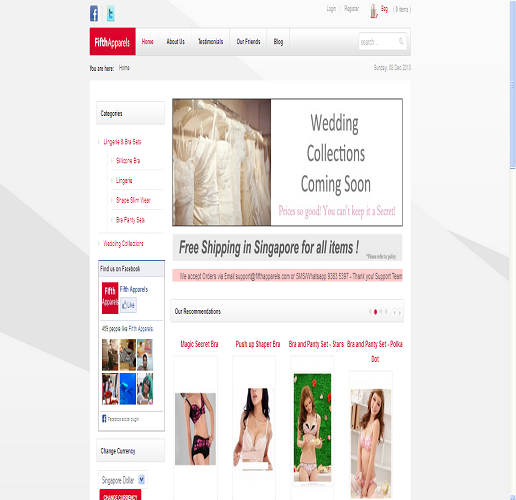 Login | Register Bag ( 0 items )
FifthApparels Home About Us Testimonials Our Friends Blog search...
You are here: Home Sunday, 08 Dec 2013
Categories
Lingerie & Bra Sets
Silicone Bra
Lingerie
Shape Slim Wear
Bra Panty Sets
Wedding Collections
Wedding
Collections
Coming Soon
Prices so good! You can't keep it a Secret!
Free Shipping in Singapore for all items !
*Please refer to policy
We accept Orders via Email support@fifthapparels.com or SMS/Whatsapp 9383 5397 - Thank you! Support Team
Find us on Facebook
Fifth Apparels
Fifth Apparels
Like
459 people like Fifth Apparels.
Facebook social plugin
Change Currency
Singapore Dollar
CHANGE CURRENCY
Our Recommendations
Magic Secret Bra
Push up Shaper Bra
Bra and Panty Set - Stars
Bra and Panty Set - Polka Dot